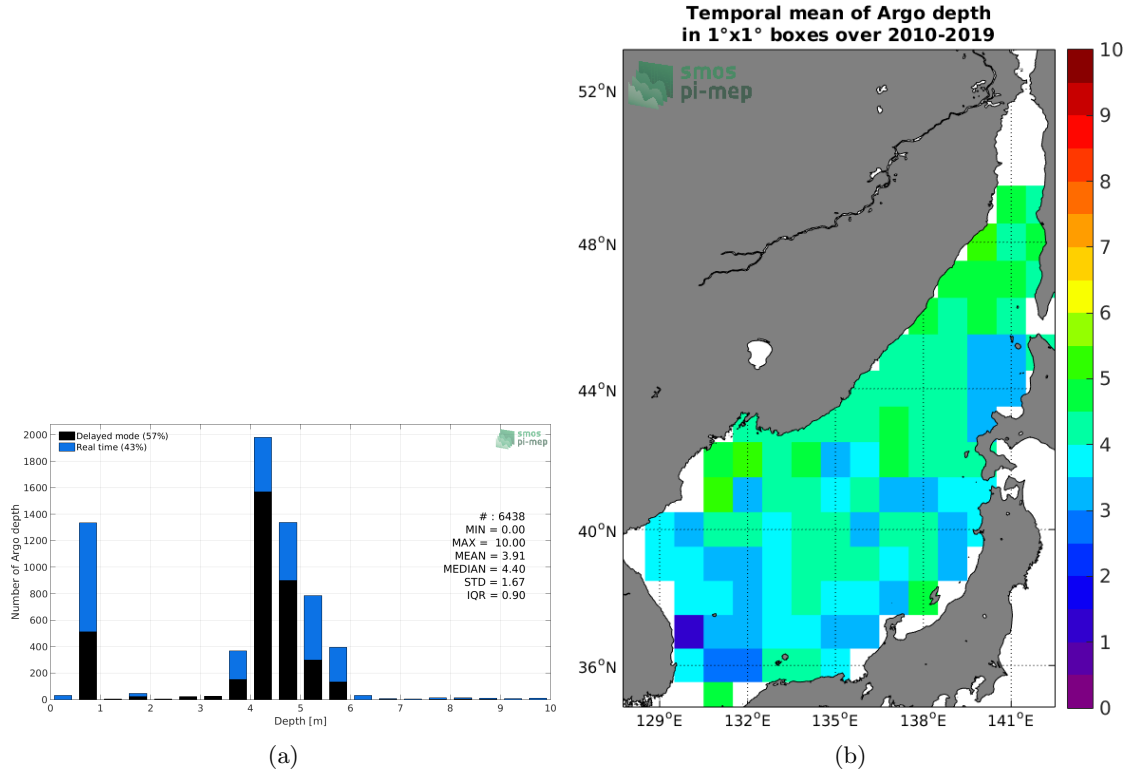 Delayed mode (57%)
Real time (43%)
smos
pi-mep
2000
1800
1600
1400
1200
1000
800
600
400
200
0
Number of Argo depth
# : 6438
MIN = 0.00
MAX = 10.00
MEAN = 3.91
MEDIAN = 4.40
STD = 1.67
IQR = 0.90
0 1 2 3 4 5 6 7 8 9 10
Depth [m]
(a)
Temporal mean of Argo depth
in 1°x1° boxes over 2010-2019
smos
pi-mep
52°N
48°N
44°N
40°N
36°N
129°E 132°E 135°E 138°E 141°E
10
9
8
7
6
5
4
3
2
1
0
(b)